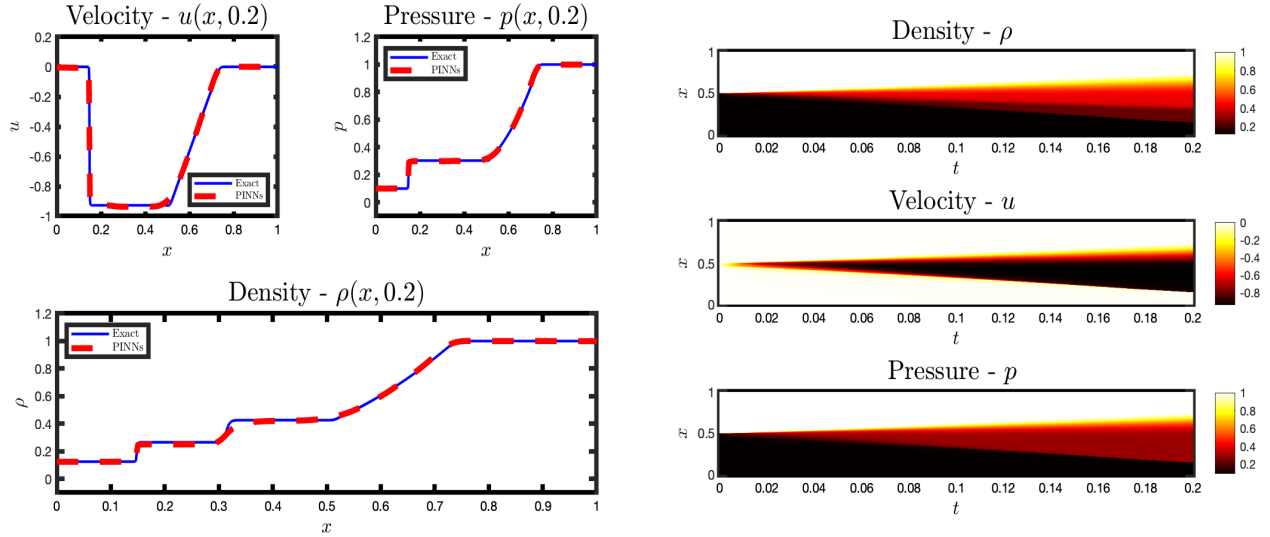 Velocity - u(x, 0.2)
0.2
0
-0.2
-0.4
-0.6
-0.8
-1
u
Exact
PINNs
0 0.2 0.4 0.6 0.8 1
x
Pressure - p(x, 0.2)
1.2
1
0.8
0.6
0.4
0.2
0
p
Exact
PINNs
0 0.2 0.4 0.6 0.8 1
x
Density - ρ(x, 0.2)
1.2
1
0.8
0.6
0.4
0.2
0
ρ
Exact
PINNs
0 0.1 0.2 0.3 0.4 0.5 0.6 0.7 0.8 0.9 1
x
Density - ρ
1
0.5
0
x
0 0.02 0.04 0.06 0.08 0.1 0.12 0.14 0.16 0.18 0.2
t
1
0.8
0.6
0.4
0.2
Velocity - u
1
0.5
0
x
0 0.02 0.04 0.06 0.08 0.1 0.12 0.14 0.16 0.18 0.2
t
0
-0.2
-0.4
-0.6
-0.8
Pressure - p
1
0.5
0
x
0 0.02 0.04 0.06 0.08 0.1 0.12 0.14 0.16 0.18 0.2
t
1
0.8
0.6
0.4
0.2